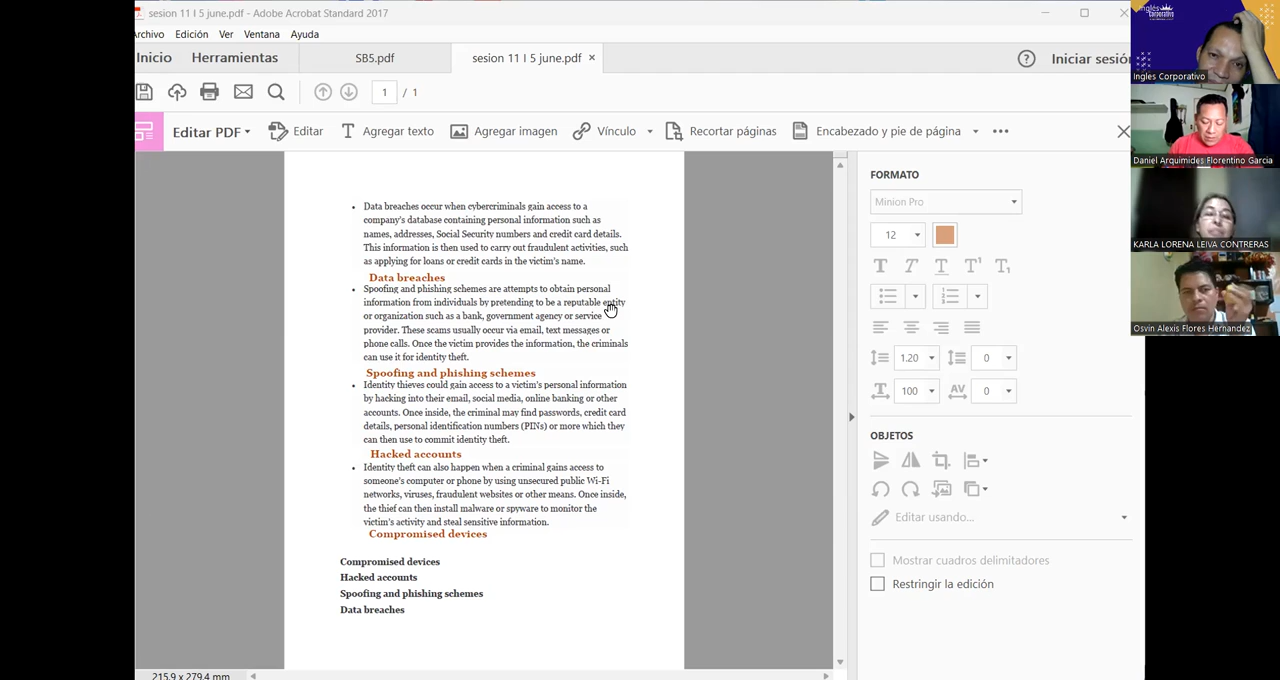 sesion 11 I 5 june.pdf - Adobe Acrobat Standard 2017
Archivo Edición Ver Ventana Ayuda
Inicio Herramientas SB5.pdf sesion 11 I 5 june.pdf × Iniciar sesión
1 / 1
Editar PDF Editar Agregar texto Agregar imagen Vínculo Recortar páginas Encabezado y pie de página
• Data breaches occur when cybercriminals gain access to a
company's database containing personal information such as
names, addresses, Social Security numbers and credit card details.
This information is then used to carry out fraudulent activities, such
as applying for loans or credit cards in the victim's name.
Data breaches
• Spoofing and phishing schemes are attempts to obtain personal
information from individuals by pretending to be a reputable entity
or organization such as a bank, government agency or service
provider. These scams usually occur via email, text messages or
phone calls. Once the victim provides the information, the criminals
can use it for identity theft.
Spoofing and phishing schemes
• Identity thieves could gain access to a victim's personal information
by hacking into their email, social media, online banking or other
accounts. Once inside, the criminal may find passwords, credit card
details, personal identification numbers (PINs) or more which they
can then use to commit identity theft.
Hacked accounts
• Identity theft can also happen when a criminal gains access to
someone's computer or phone by using unsecured public Wi-Fi
networks, viruses, fraudulent websites or other means. Once inside,
the thief can then install malware or spyware to monitor the
victim's activity and steal sensitive information.
Compromised devices
Compromised devices
Hacked accounts
Spoofing and phishing schemes
Data breaches
215.9 x 279.4 mm
FORMATO
Minion Pro
12
T T T T¹ T₁
1.20 0
100 AV 0
OBJETOS
Editar usando...
Mostrar cuadros delimitadores
Restringir la edición
Inglés
Corporativo
Ingles Corporativo
Daniel Arquimides Florentino Garcia
KARLA LORENA LEIVA CONTRERAS
Osvin Alexis Flores Hernandez